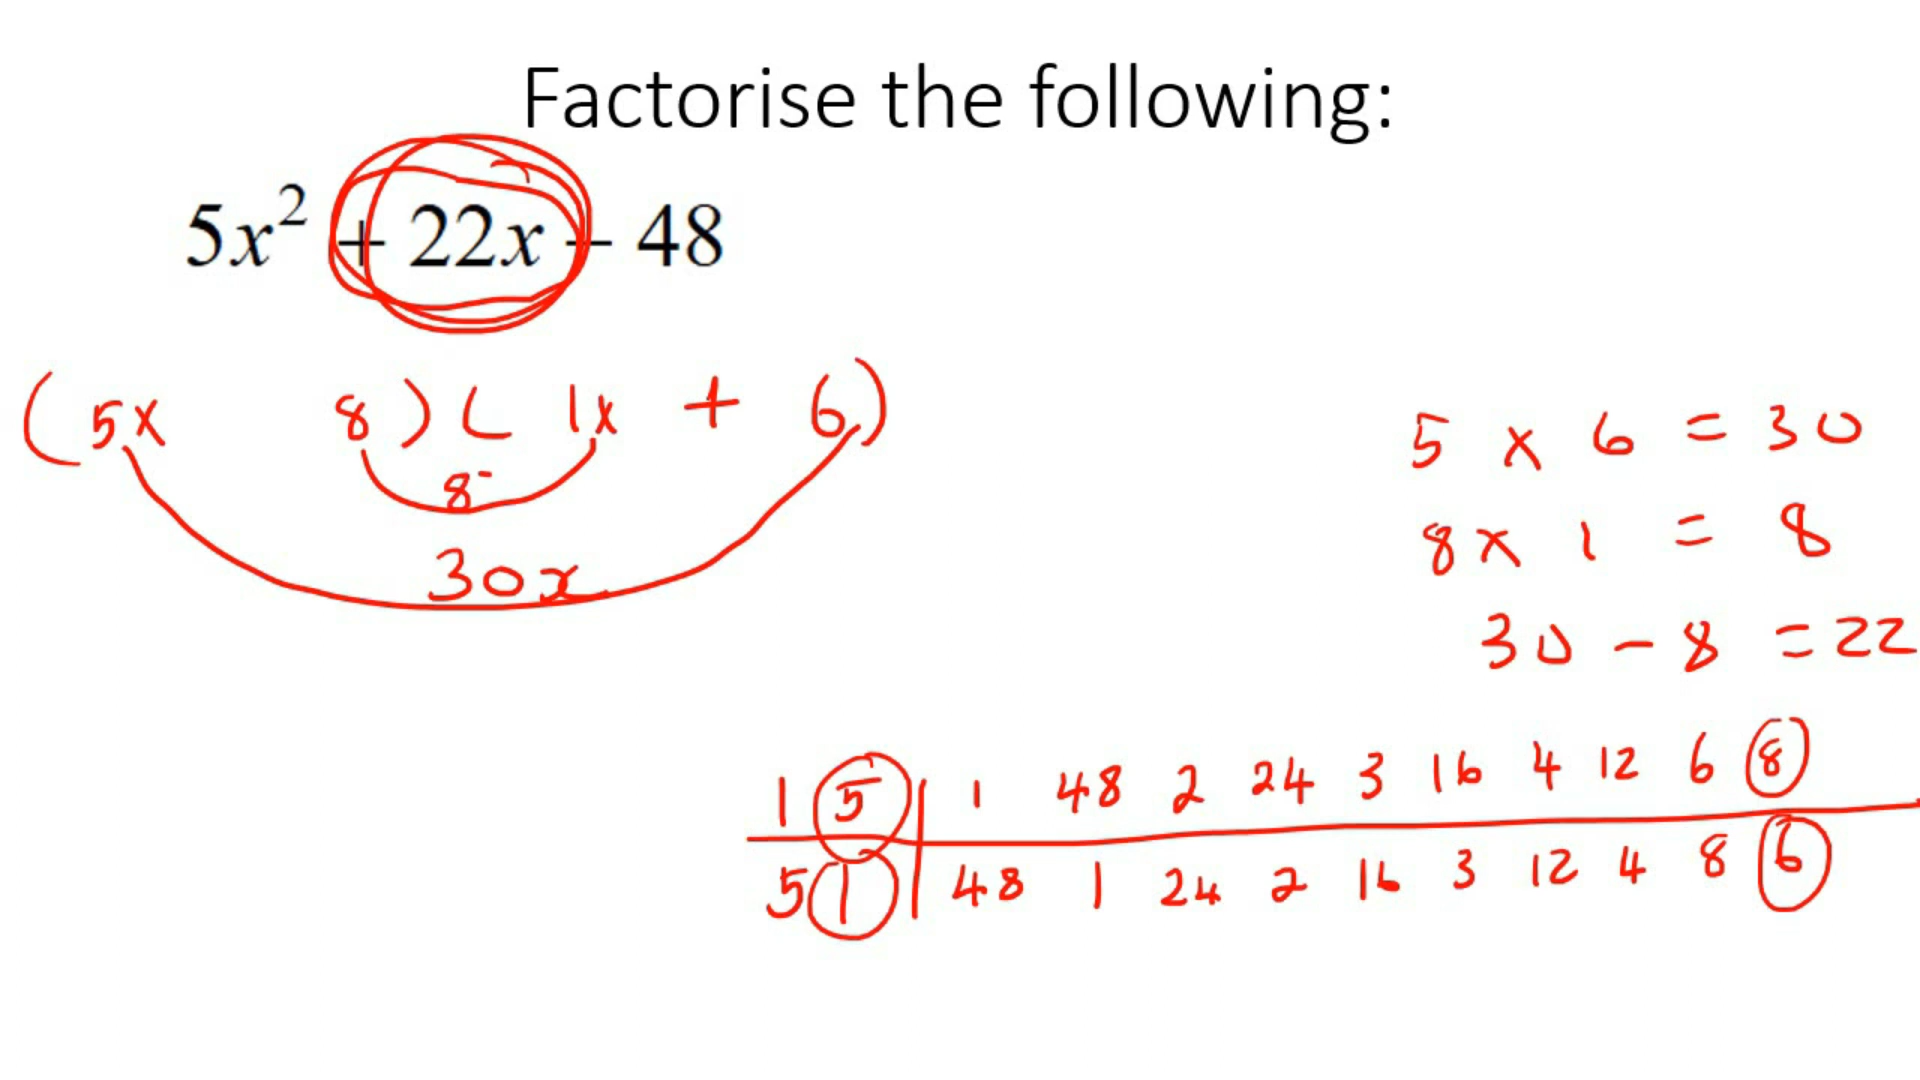 Factorise the following:
5x² + 22x - 48
(5x 8) (1x + 6)
8
30x
5 x 6 = 30
8 x 1 = 8
30 - 8 = 22
1 5 | 1 48 2 24 3 16 4 12 6 8
5 1 | 48 1 24 2 16 3 12 4 8 6